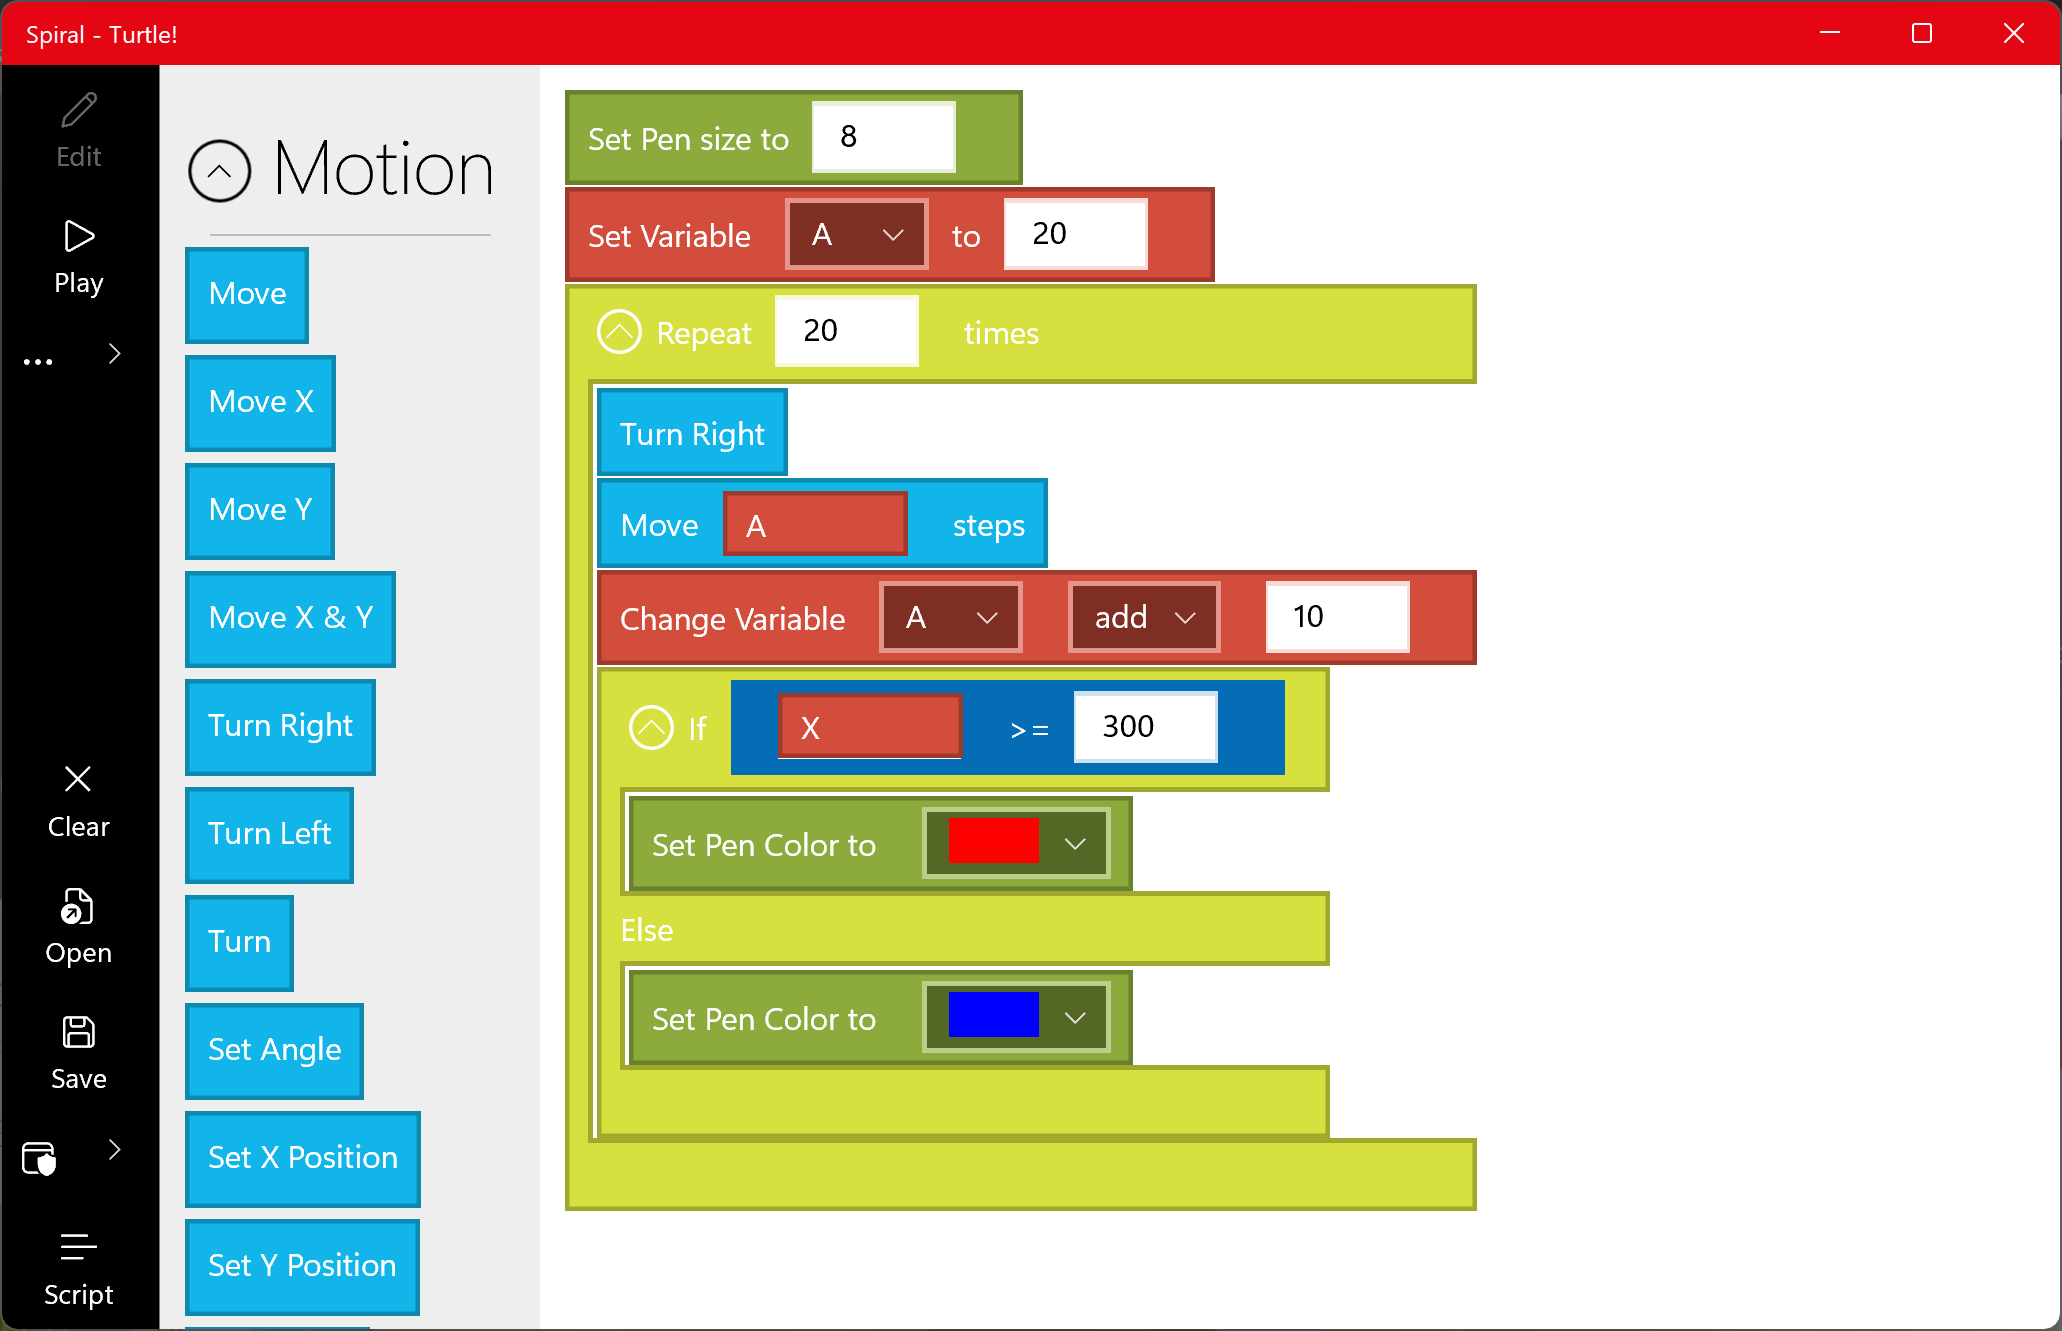 Spiral - Turtle!
Edit
Play
Clear
Open
Save
Script
Motion
Move
Move X
Move Y
Move X & Y
Turn Right
Turn Left
Turn
Set Angle
Set X Position
Set Y Position
Set Pen size to 8
Set Variable A to 20
Repeat 20 times
Turn Right
Move A steps
Change Variable A add 10
If X >= 300
Set Pen Color to
Else
Set Pen Color to